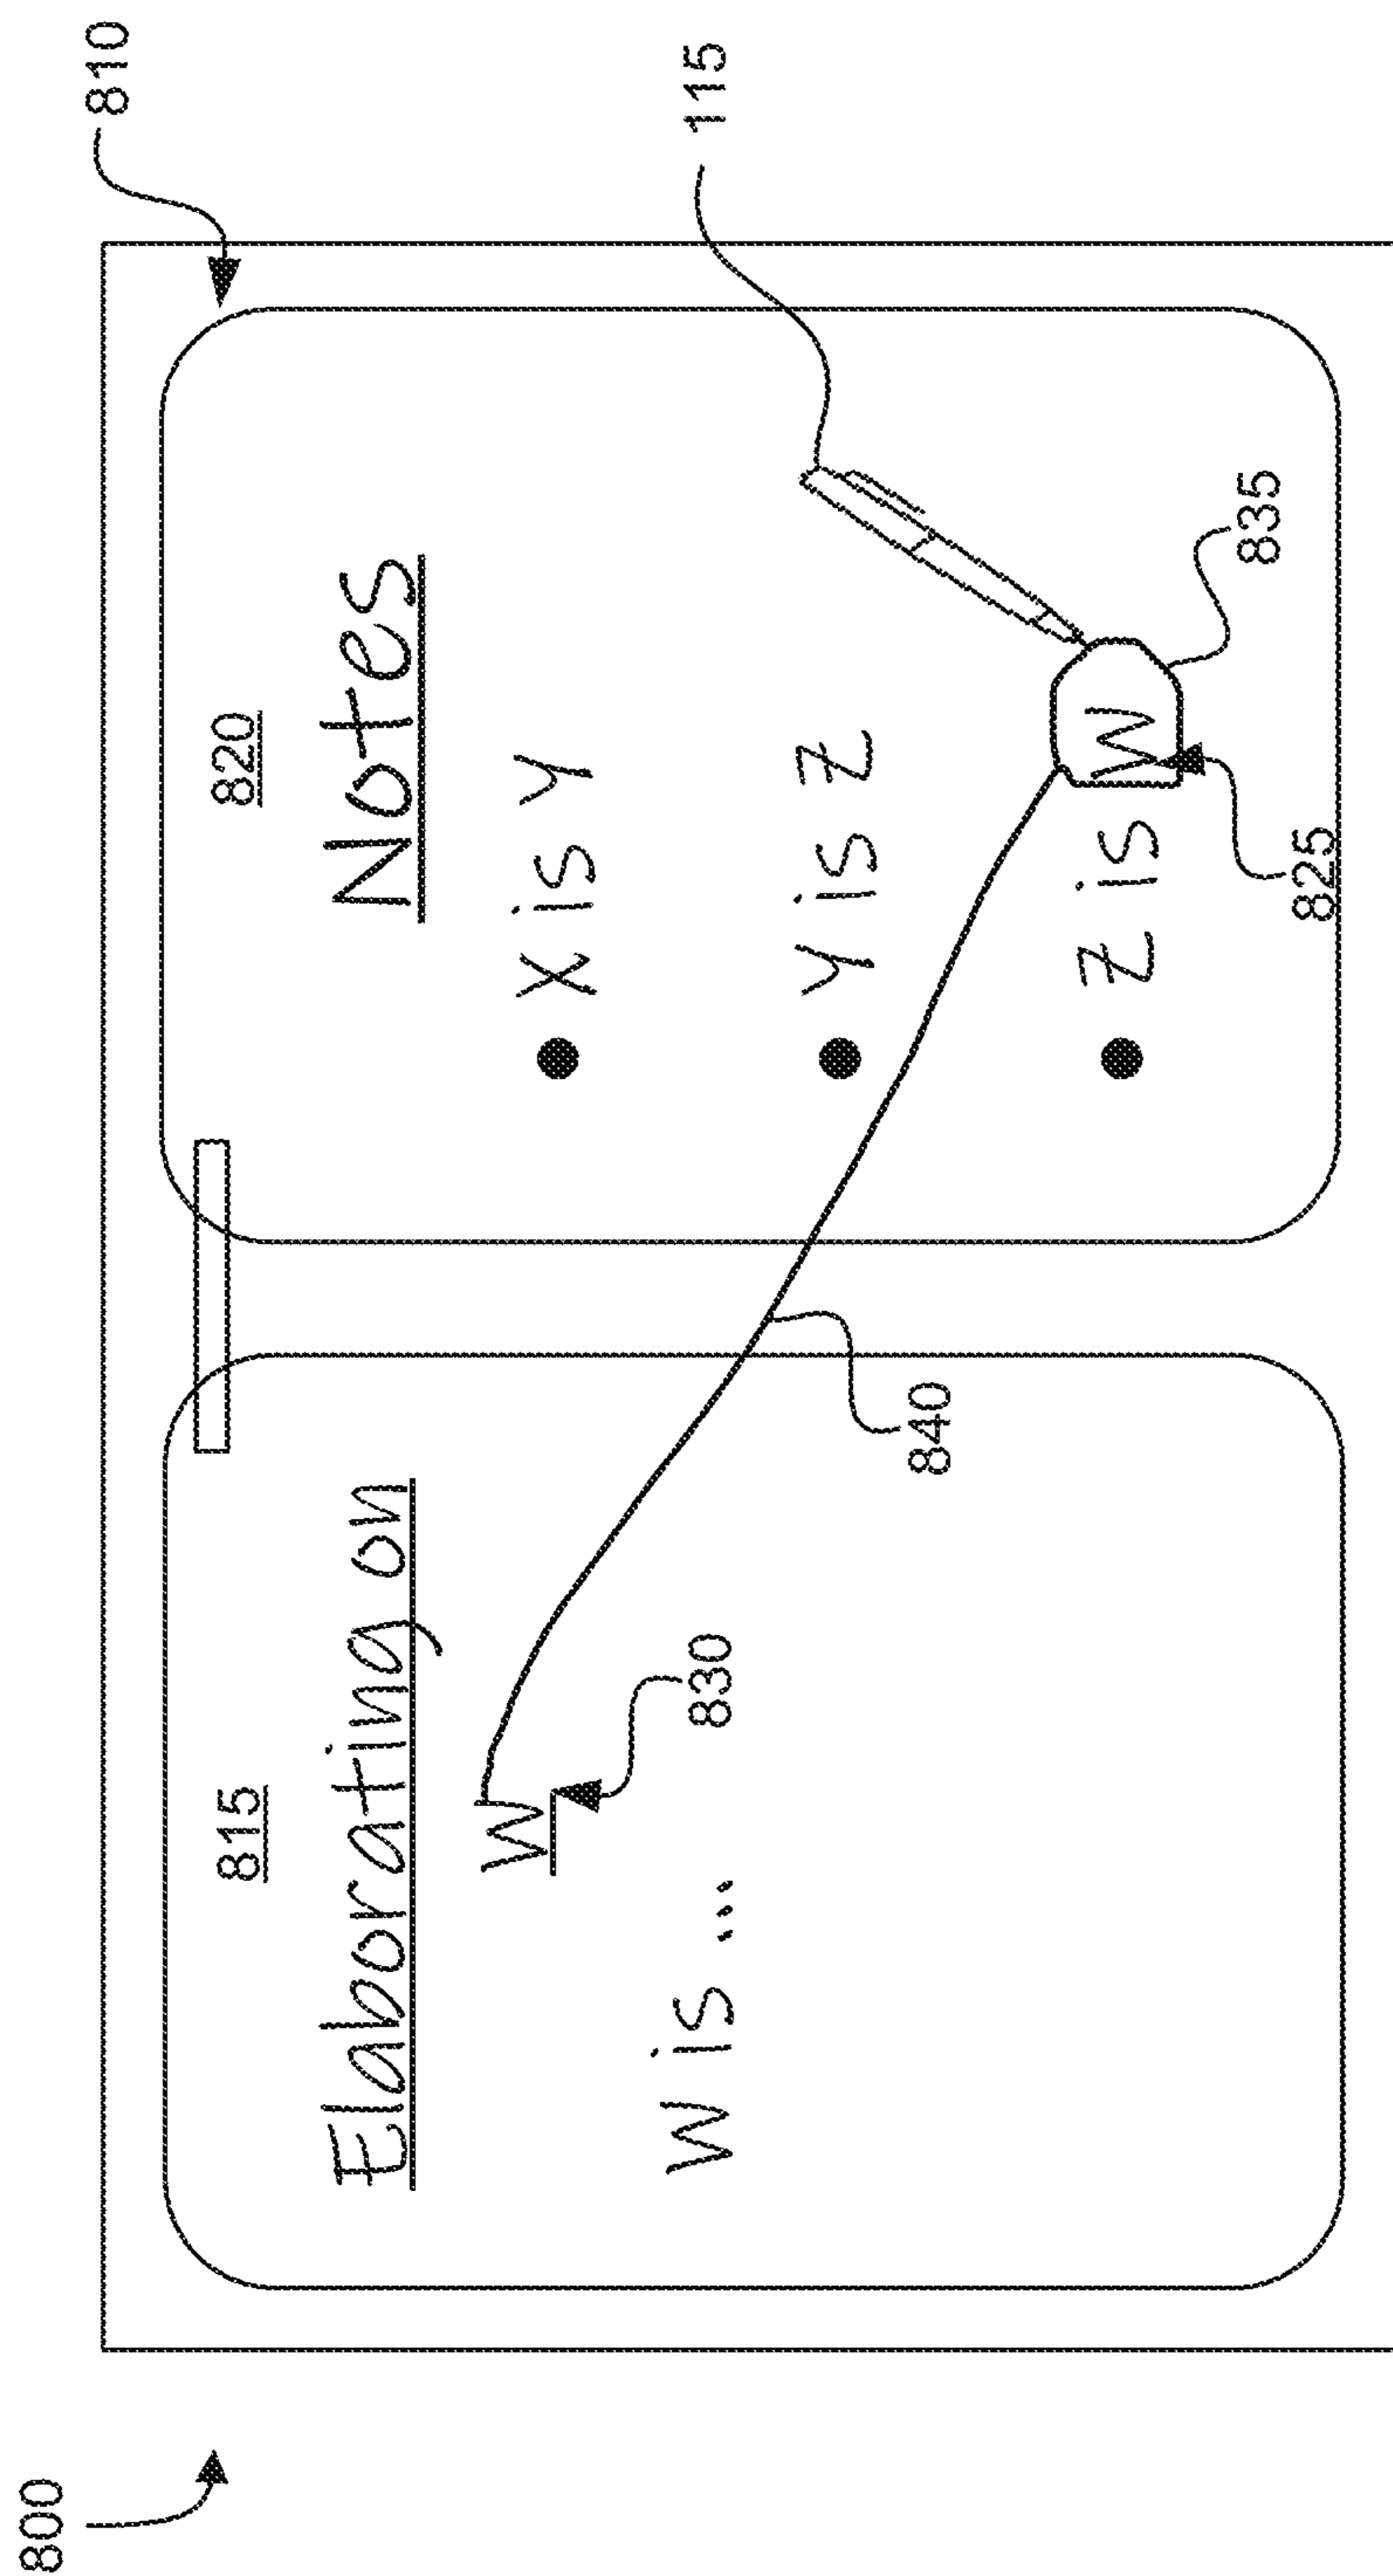 800
810
815
Elaborating on
W
830
W is ...
840
820
Notes
• X is Y
• Y is Z
• Z is W
115
835
825